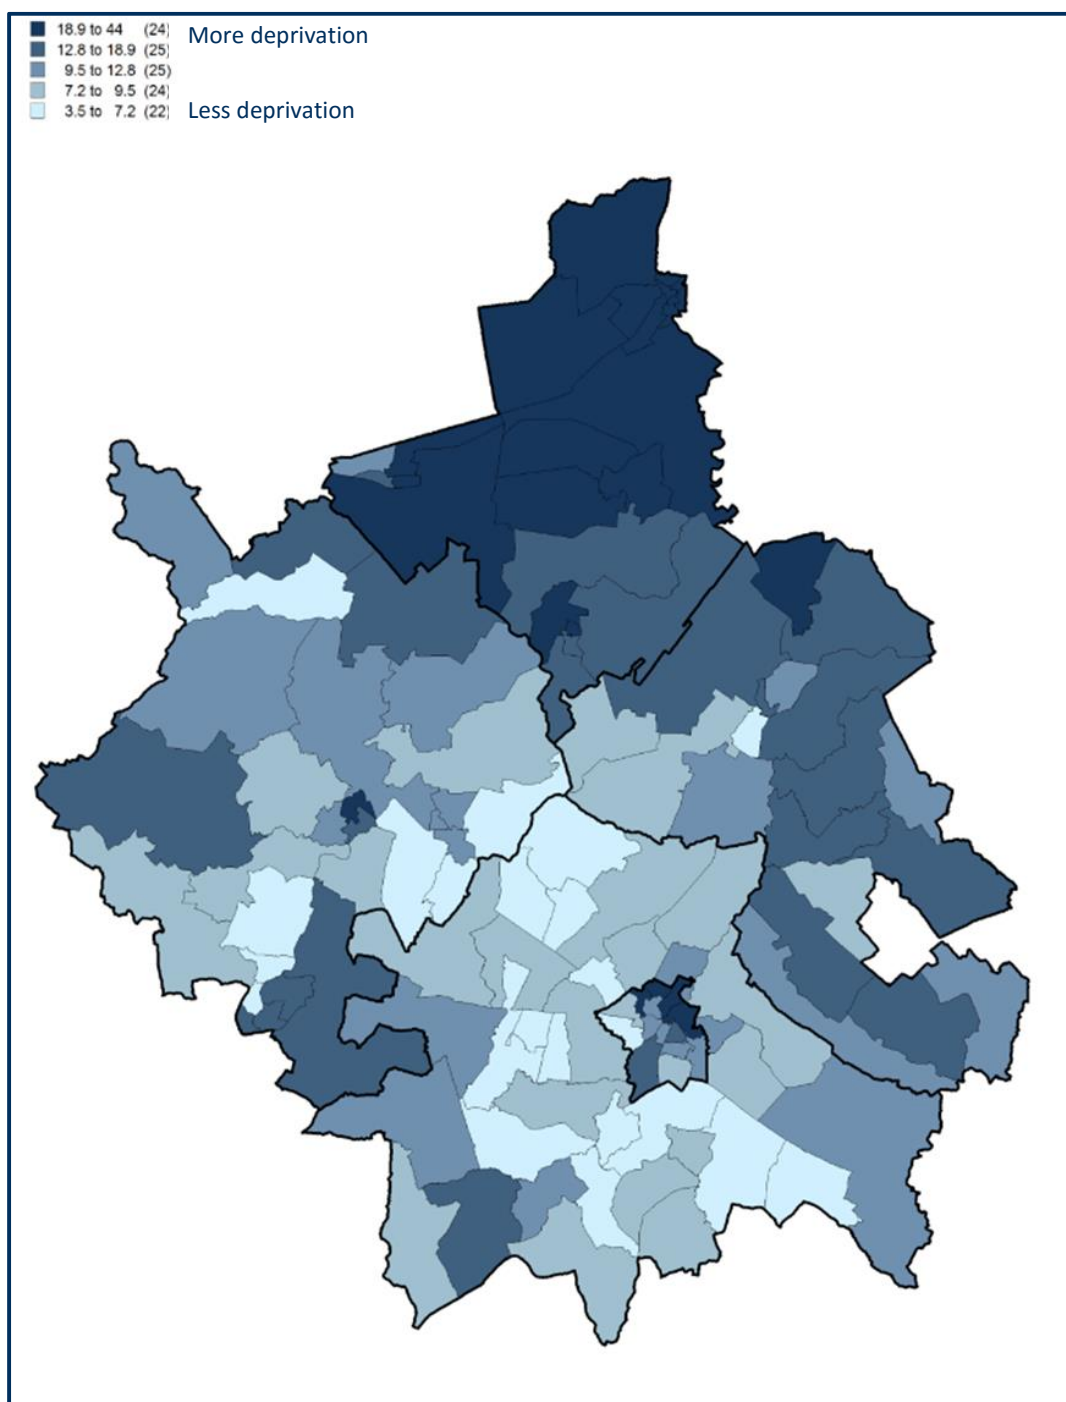 18.9 to 44 (24) More deprivation
12.8 to 18.9 (25)
9.5 to 12.8 (25)
7.2 to 9.5 (24)
3.5 to 7.2 (22) Less deprivation